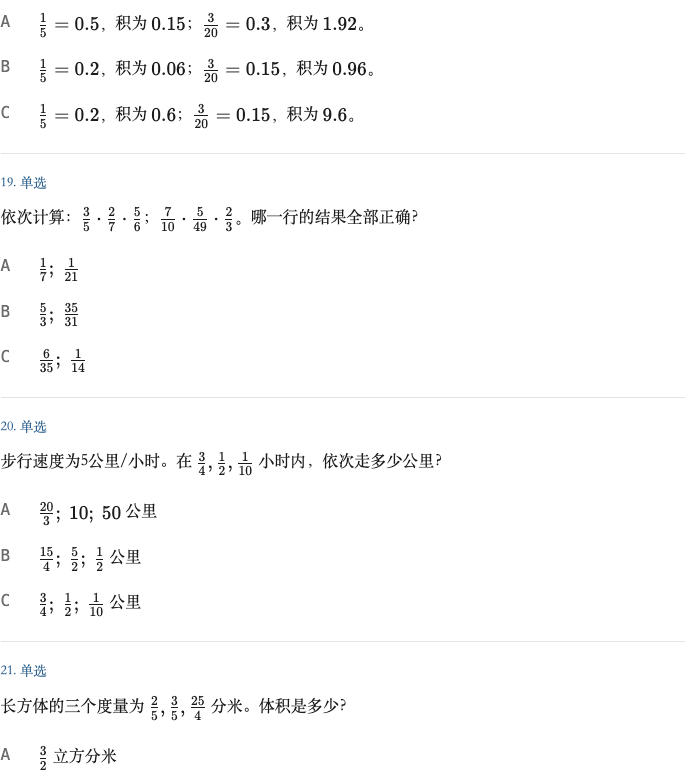 A 1/5 = 0.5，积为 0.15；3/20 = 0.3，积为 1.92。
B 1/5 = 0.2，积为 0.06；3/20 = 0.15，积为 0.96。
C 1/5 = 0.2，积为 0.6；3/20 = 0.15，积为 9.6。
19. 单选
依次计算：3/5 · 2/7 · 5/6；7/10 · 5/49 · 2/3。哪一行的结果全部正确?
A 1/7; 1/21
B 5/3; 35/31
C 6/35; 1/14
20. 单选
步行速度为5公里/小时。在 3/4, 1/2, 1/10 小时内，依次走多少公里?
A 20/3; 10; 50 公里
B 15/4; 5/2; 1/2 公里
C 3/4; 1/2; 1/10 公里
21. 单选
长方体的三个度量为 2/5, 3/5, 25/4 分米。体积是多少?
A 3/2 立方分米